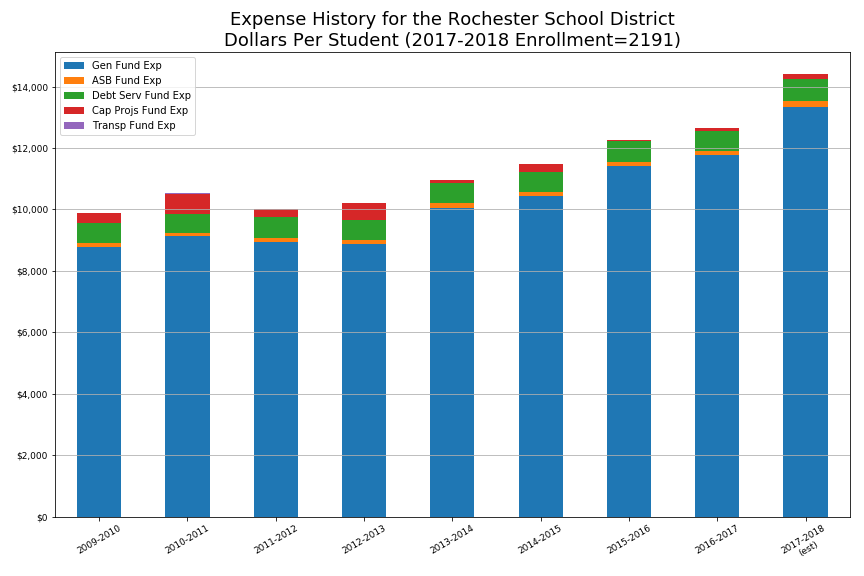 Expense History for the Rochester School District
Dollars Per Student (2017-2018 Enrollment=2191)
Gen Fund Exp
ASB Fund Exp
Debt Serv Fund Exp
Cap Projs Fund Exp
Transp Fund Exp
$14,000
$12,000
$10,000
$8,000
$6,000
$4,000
$2,000
$0
2009-2010
2010-2011
2011-2012
2012-2013
2013-2014
2014-2015
2015-2016
2016-2017
2017-2018
(est)